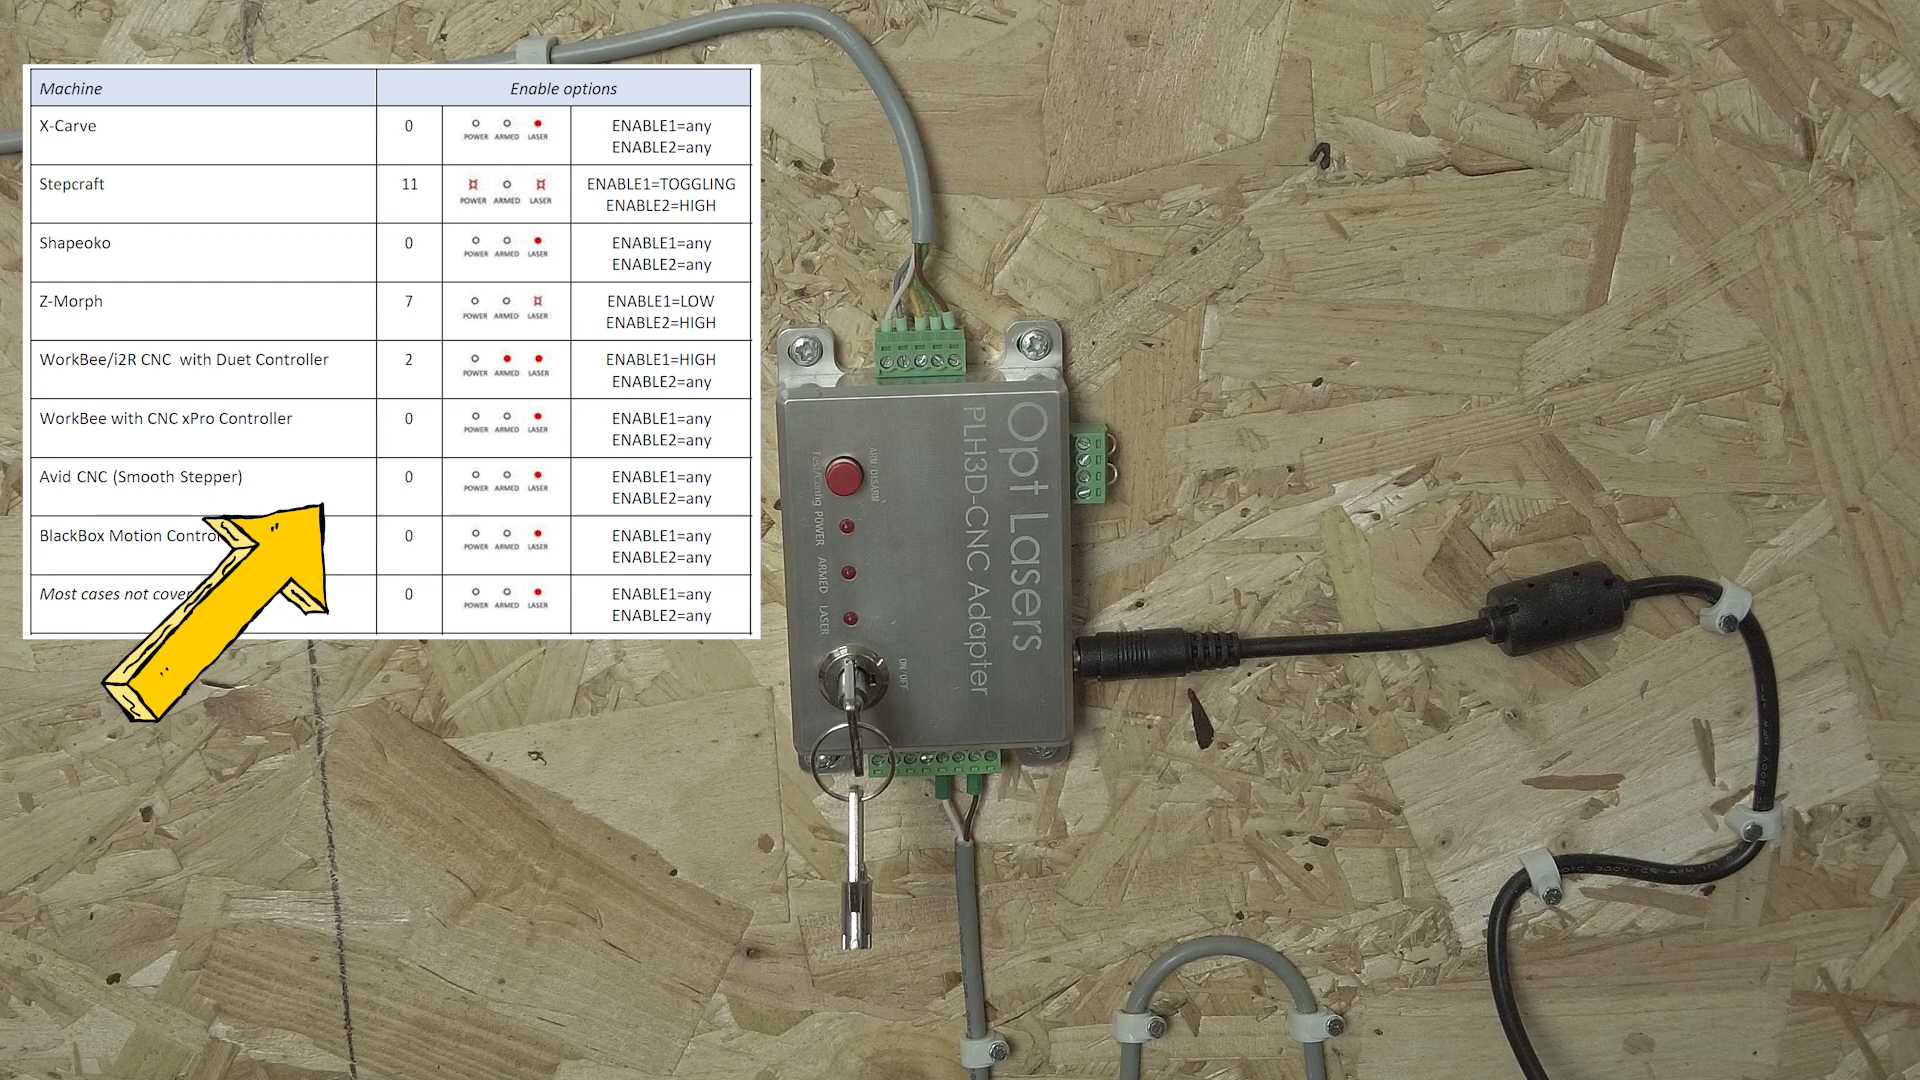 Machine Enable options
X-Carve 0 POWER ARMED LASER ENABLE1=any
ENABLE2=any
Stepcraft 11 POWER ARMED LASER ENABLE1=TOGGLING
ENABLE2=HIGH
Shapeoko 0 POWER ARMED LASER ENABLE1=any
ENABLE2=any
Z-Morph 7 POWER ARMED LASER ENABLE1=LOW
ENABLE2=HIGH
WorkBee/i2R CNC with Duet Controller 2 POWER ARMED LASER ENABLE1=HIGH
ENABLE2=any
WorkBee with CNC xPro Controller 0 POWER ARMED LASER ENABLE1=any
ENABLE2=any
Avid CNC (Smooth Stepper) 0 POWER ARMED LASER ENABLE1=any
ENABLE2=any
BlackBox Motion 0 POWER ARMED LASER ENABLE1=any
ENABLE2=any
Most cases not 0 POWER ARMED LASER ENABLE1=any
ENABLE2=any
Opt Lasers
PLH3D-CNC Adapter
ARM/DISARM
Test/Config
POWER
ARMED
LASER
ON/OFF